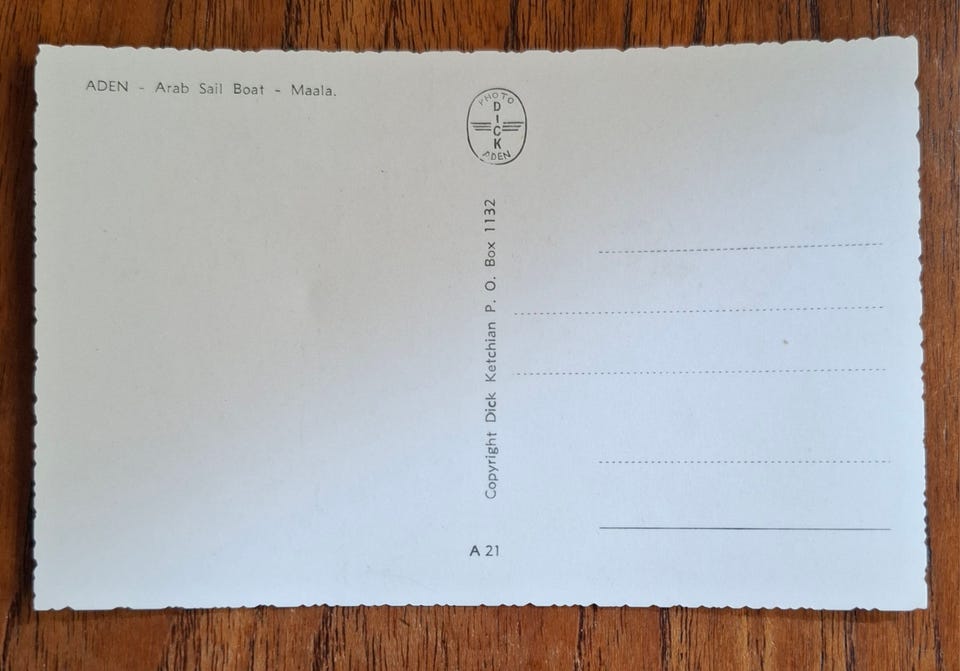 ADEN - Arab Sail Boat - Maala.
PHOTO
DICK
ADEN
Copyright Dick Ketchian P. O. Box 1132
A 21